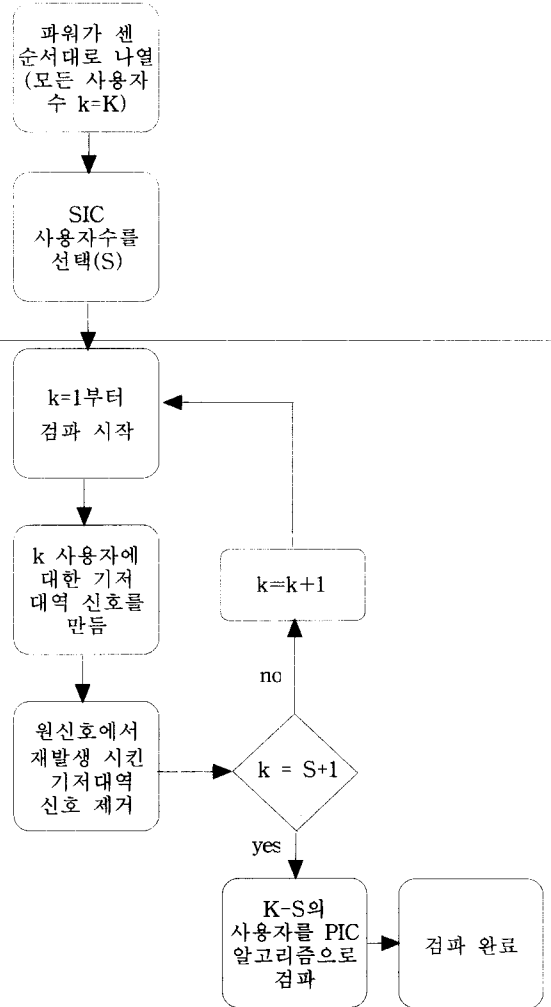 파워가 센
순서대로 나열
(모든 사용자
수 k=K)
SIC
사용자수를
선택(S)
k=1부터
검파 시작
k 사용자에
대한 기저
대역 신호를
만듬
원신호에서
재발생 시킨
기저대역
신호 제거
k=k+1
no
k = S+1
yes
K-S의
사용자를 PIC
알고리즘으로
검파
검파 완료